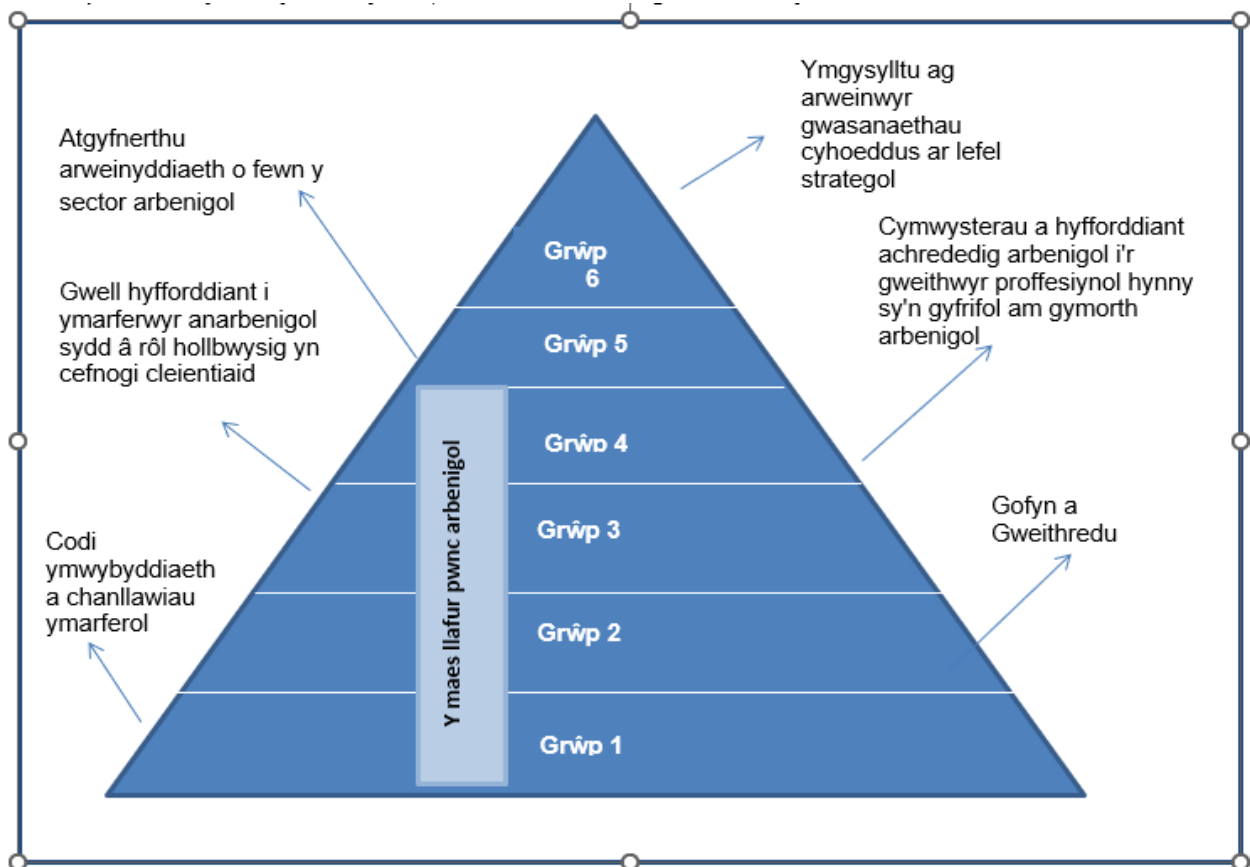 Ymgysylltu ag
arweinwyr
gwasanaethau
cyhoeddus ar lefel
strategol
Atgyfnerthu
arweinyddiaeth o fewn y
sector arbenigol
Cymwysterau a hyfforddiant
achrededig arbenigol i'r
gweithwyr proffesiynol hynny
sy'n gyfrifol am gymorth
arbenigol
Gwell hyfforddiant i
ymarferwyr anarbenigol
sydd â rôl hollbwysig yn
cefnogi cleientiaid
Gofyn a
Gweithredu
Codi
ymwybyddiaeth
a chanllawiau
ymarferol
Grŵp
6
Grŵp 5
Grŵp 4
Grŵp 3
Grŵp 2
Grŵp 1
Y maes llafur pwnc arbenigol